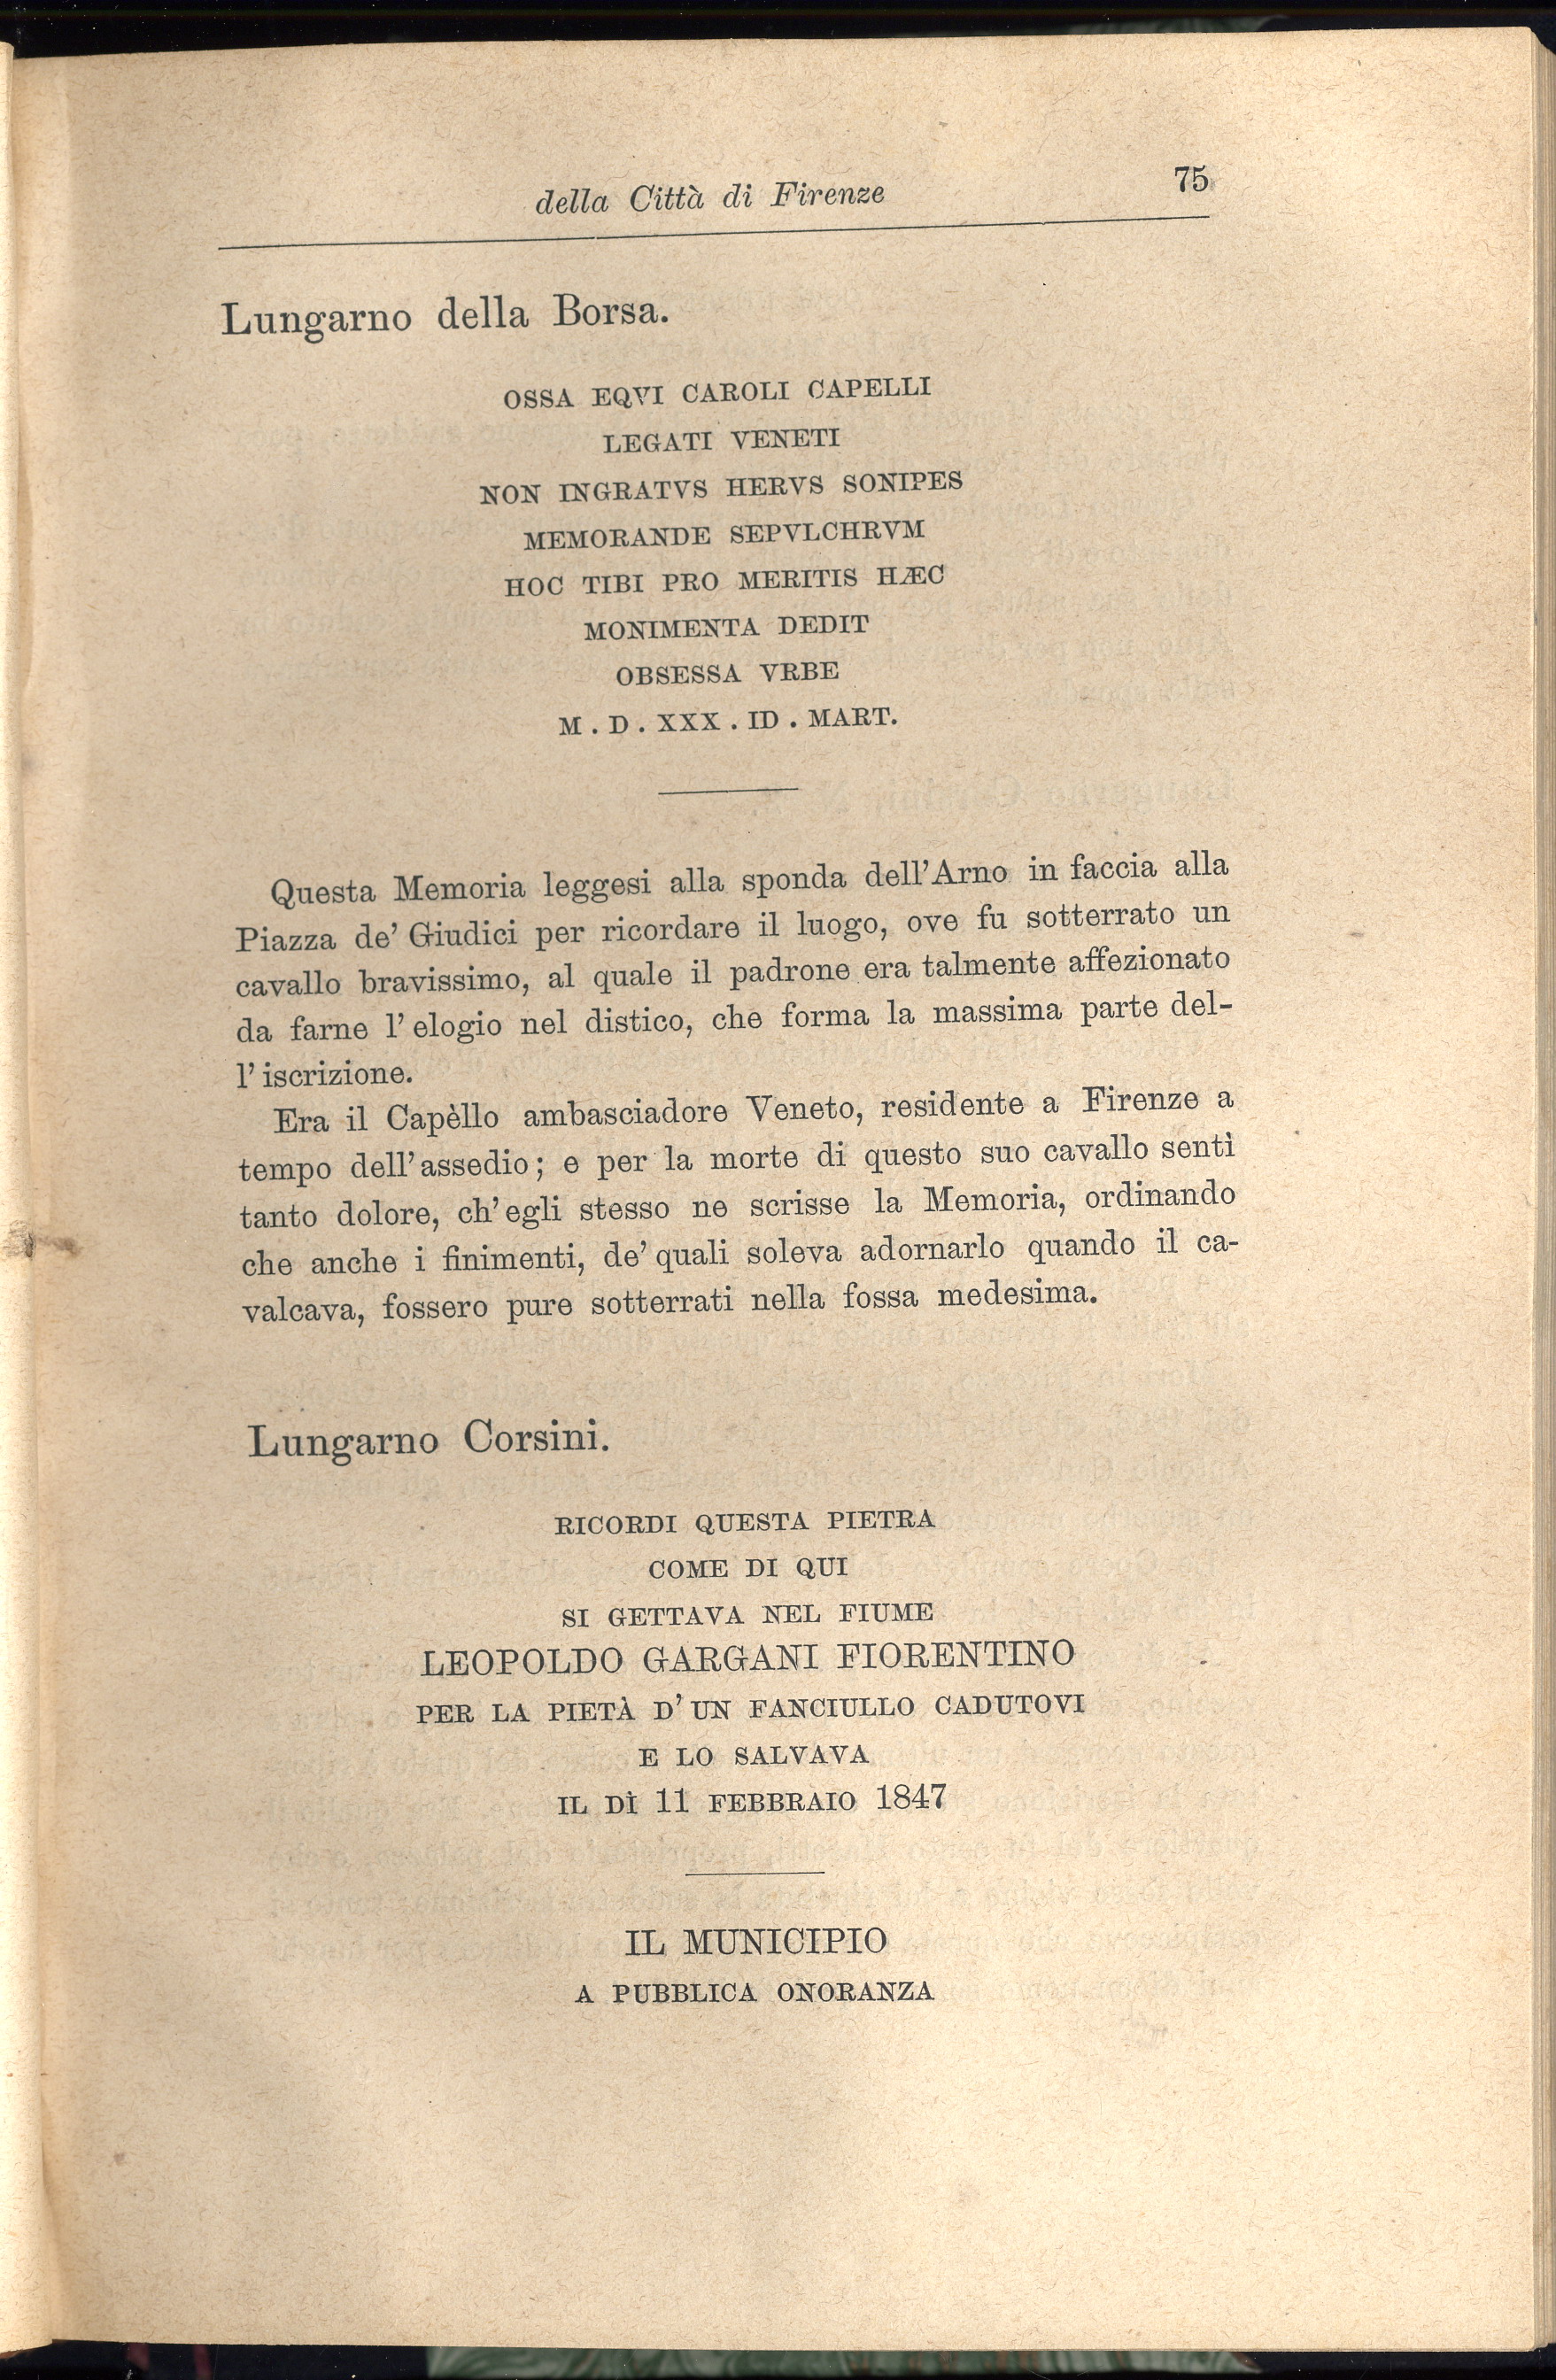 della Città di Firenze 75
Lungarno della Borsa.
OSSA EQVI CAROLI CAPELLI
LEGATI VENETI
NON INGRATVS HERVS SONIPES
MEMORANDE SEPVLCHRVM
HOC TIBI PRO MERITIS HÆC
MONIMENTA DEDIT
OBSESSA VRBE
M . D . XXX . ID . MART.
Questa Memoria leggesi alla sponda dell'Arno in faccia alla
Piazza de' Giudici per ricordare il luogo, ove fu sotterrato un
cavallo bravissimo, al quale il padrone era talmente affezionato
da farne l' elogio nel distico, che forma la massima parte del-
l' iscrizione.
Era il Capèllo ambasciadore Veneto, residente a Firenze a
tempo dell'assedio; e per la morte di questo suo cavallo sentì
tanto dolore, ch'egli stesso ne scrisse la Memoria, ordinando
che anche i finimenti, de' quali soleva adornarlo quando il ca-
valcava, fossero pure sotterrati nella fossa medesima.
Lungarno Corsini.
RICORDI QUESTA PIETRA
COME DI QUI
SI GETTAVA NEL FIUME
LEOPOLDO GARGANI FIORENTINO
PER LA PIETÀ D' UN FANCIULLO CADUTOVI
E LO SALVAVA
IL DÌ 11 FEBBRAIO 1847
IL MUNICIPIO
A PUBBLICA ONORANZA